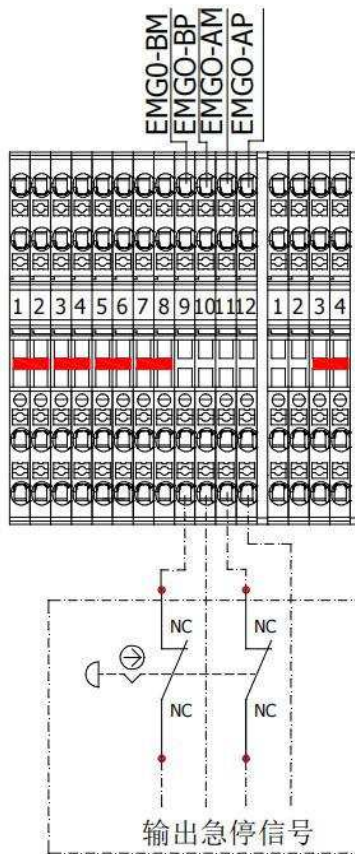 EMG0-BM
EMGO-BP
EMGO-AM
EMGO-AP
1 2 3 4 5 6 7 8 9 10 11 12 1 2 3 4
NC NC
NC NC
输出急停信号